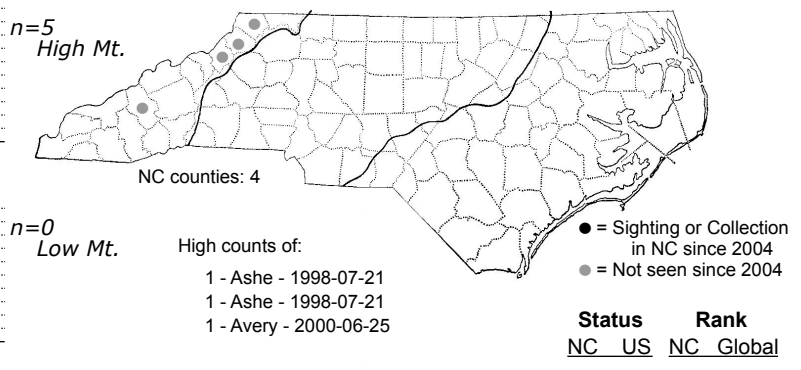 n=5
High Mt.
NC counties: 4
n=0
Low Mt.
High counts of:
1 - Ashe - 1998-07-21
1 - Ashe - 1998-07-21
1 - Avery - 2000-06-25
= Sighting or Collection
in NC since 2004
= Not seen since 2004
Status Rank
NC US NC Global